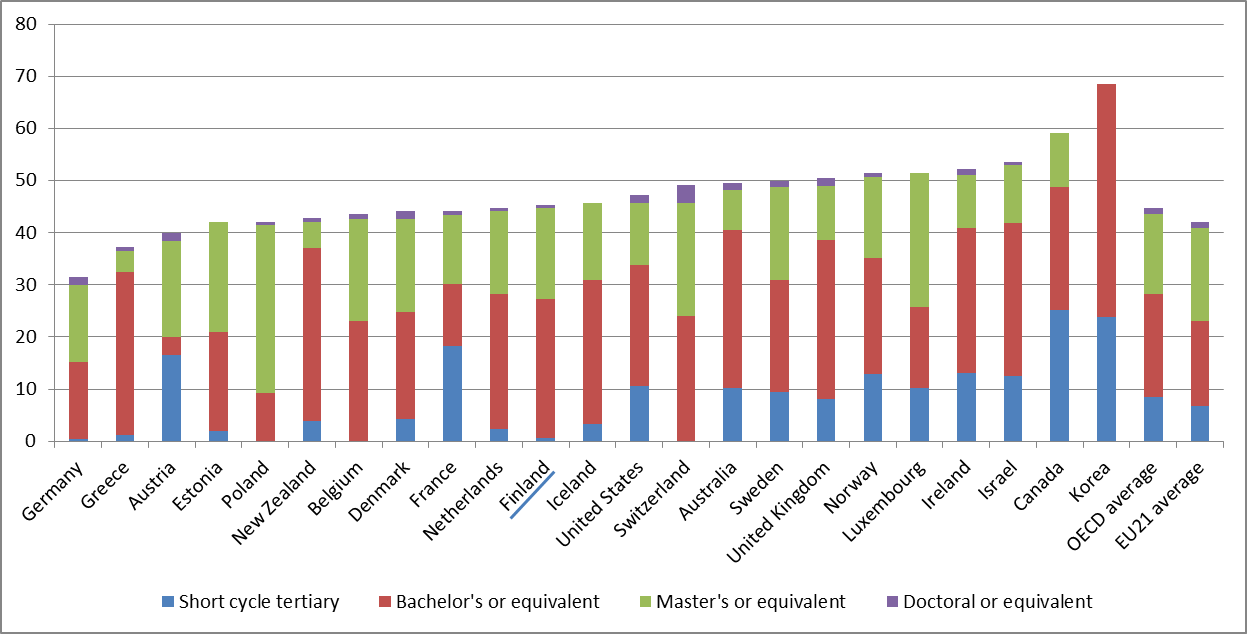 80
70
60
50
40
30
20
10
0
Germany
Greece
Austria
Estonia
Poland
New Zealand
Belgium
Denmark
France
Netherlands
Finland
Iceland
United States
Switzerland
Australia
Sweden
United Kingdom
Norway
Luxembourg
Ireland
Israel
Canada
Korea
OECD average
EU21 average
Short cycle tertiary Bachelor's or equivalent Master's or equivalent Doctoral or equivalent